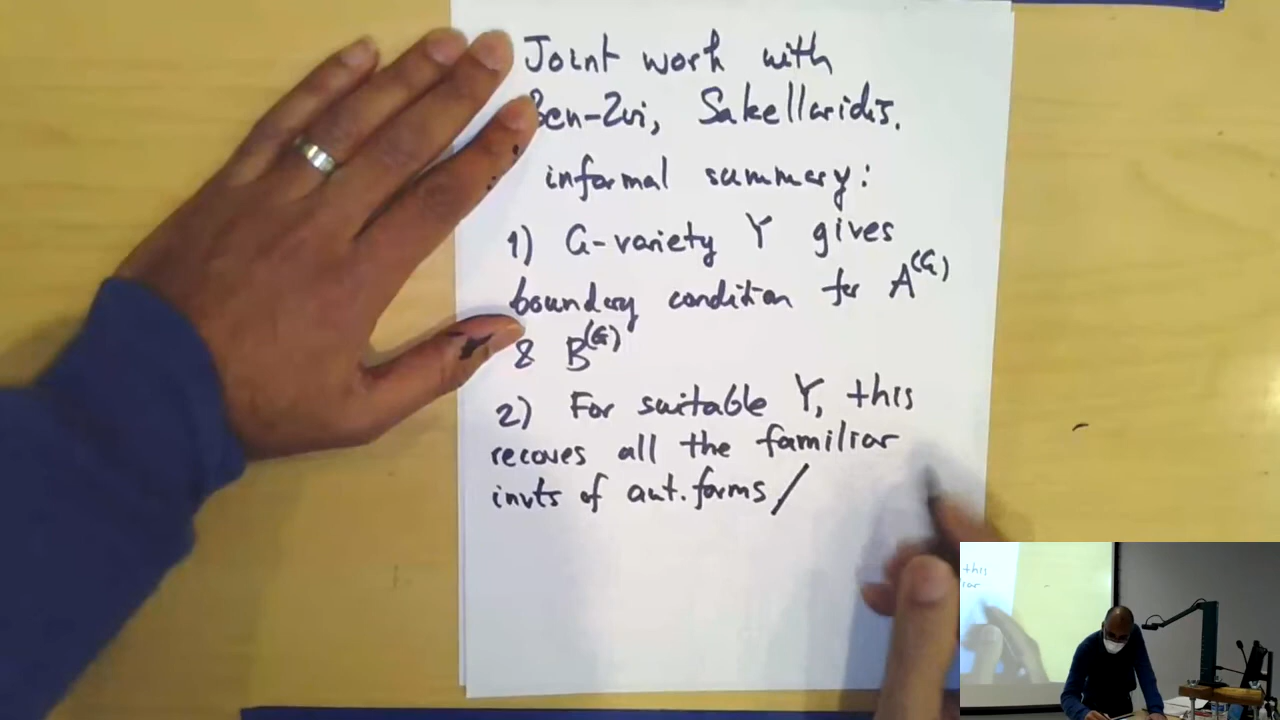 Joint work with
Ben-Zvi, Sakellaridis.
informal summary:
1) G-variety Y gives
boundary condition for A^(G)
& B^(G)
2) For suitable Y, this
recoves all the familiar
invts of aut. forms /
this